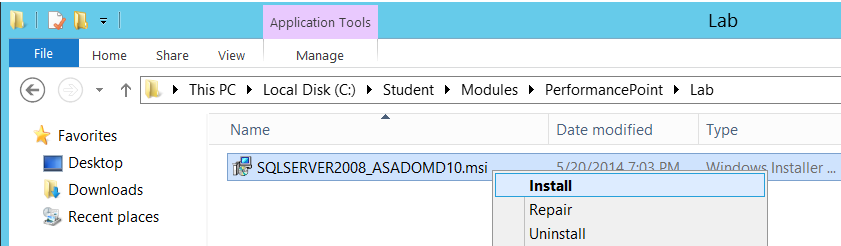 Application Tools
Lab
File Home Share View Manage
This PC Local Disk (C:) Student Modules PerformancePoint Lab
Favorites
Desktop
Downloads
Recent places
Name Date modified Type
SQLSERVER2008_ASADOMD10.msi 5/20/2014 7:03 PM Windows Installer ...
Install
Repair
Uninstall